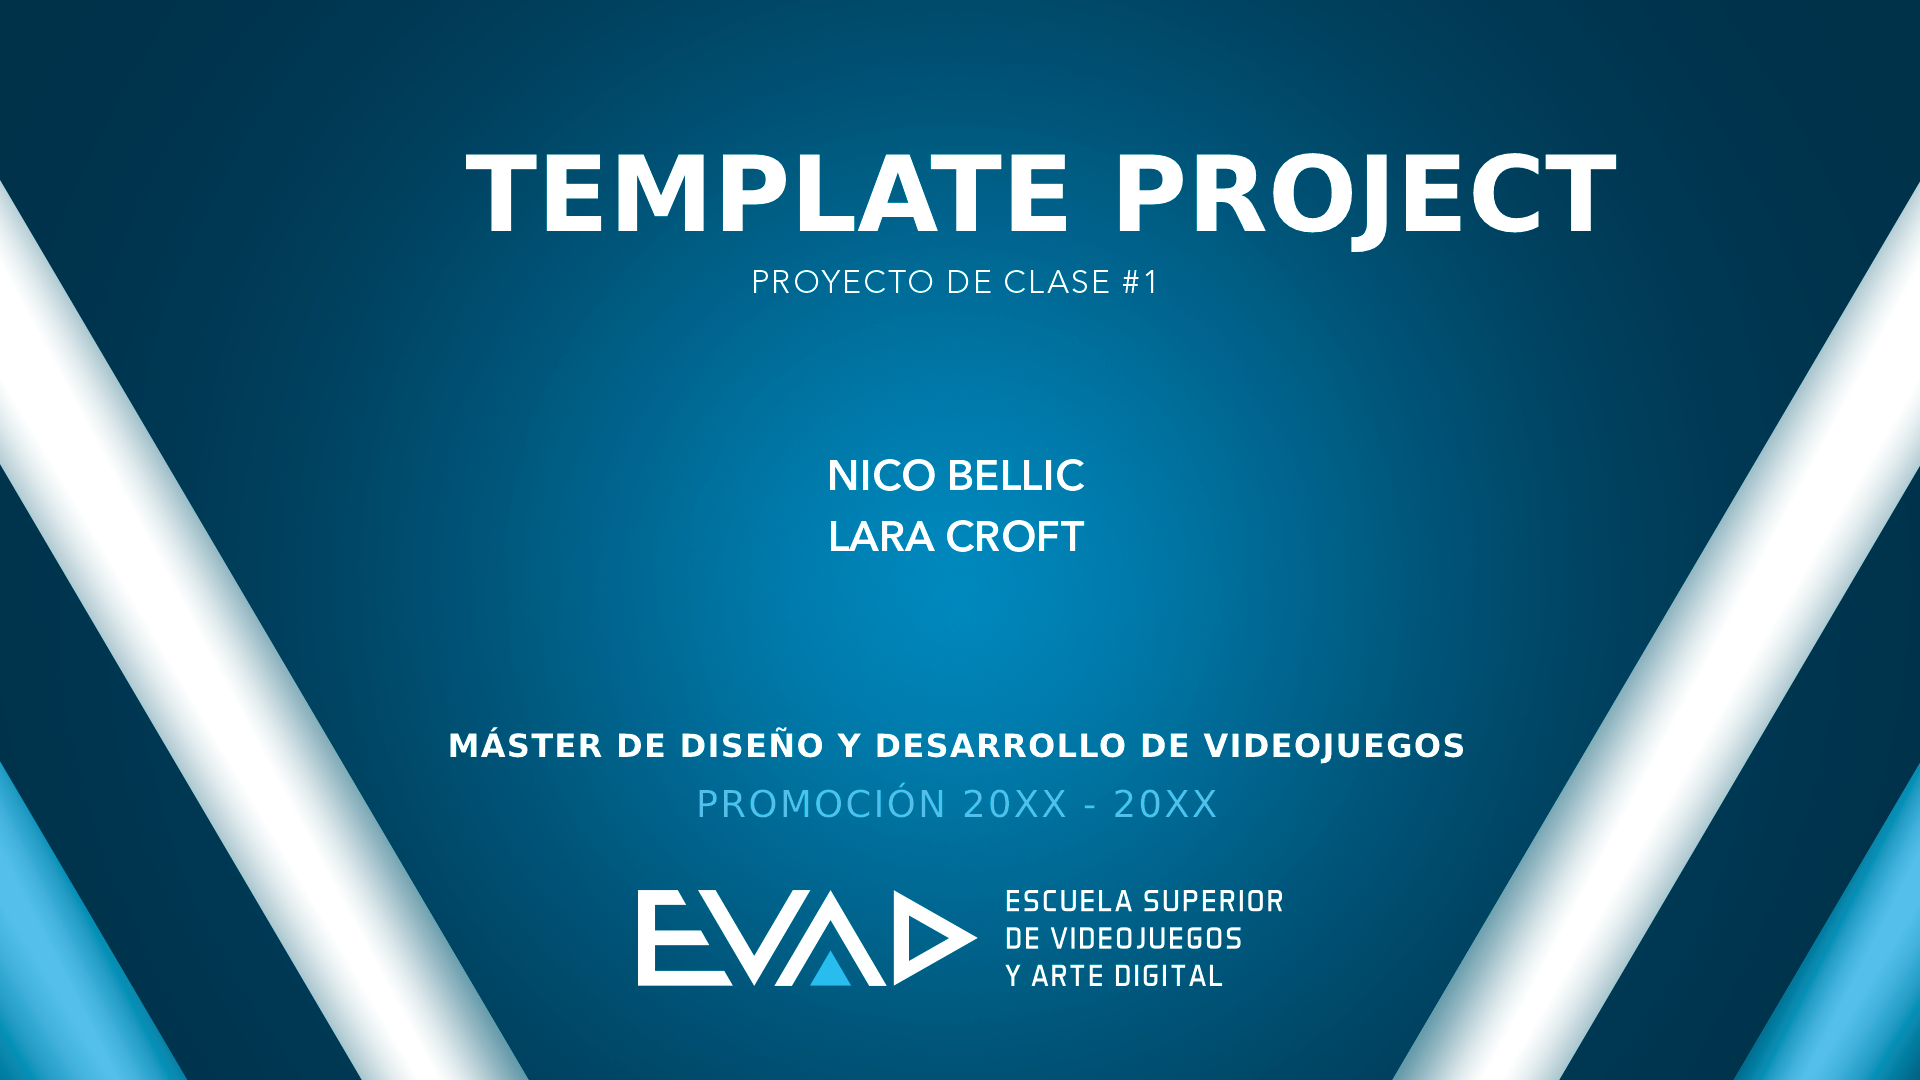 TEMPLATE PROJECT
PROYECTO DE CLASE #1
NICO BELLIC
LARA CROFT
MÁSTER DE DISEÑO Y DESARROLLO DE VIDEOJUEGOS
PROMOCIÓN 20XX - 20XX
EVAD
ESCUELA SUPERIOR
DE VIDEOJUEGOS
Y ARTE DIGITAL